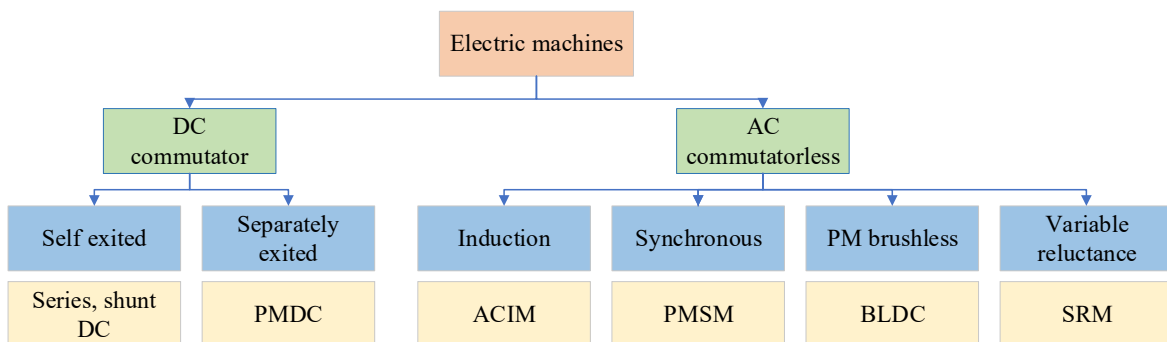 Electric machines
DC
commutator
AC
commutatorless
Self exited
Separately
exited
Induction
Synchronous
PM brushless
Variable
reluctance
Series, shunt
DC
PMDC
ACIM
PMSM
BLDC
SRM